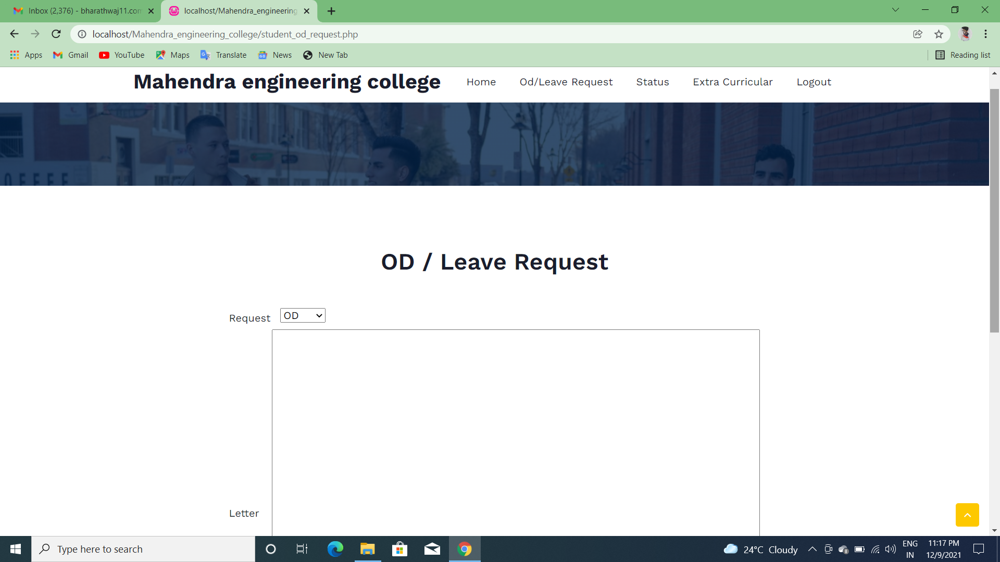 Inbox (2,376) - bharathwaj11.com
localhost/Mahendra_engineering
localhost/Mahendra_engineering_college/student_od_request.php
Apps Gmail YouTube Maps Translate News New Tab Reading list
Mahendra engineering college Home Od/Leave Request Status Extra Curricular Logout
OFFEE
OD / Leave Request
Request OD
Letter
Type here to search
24°C Cloudy
ENG
IN
11:17 PM
12/9/2021